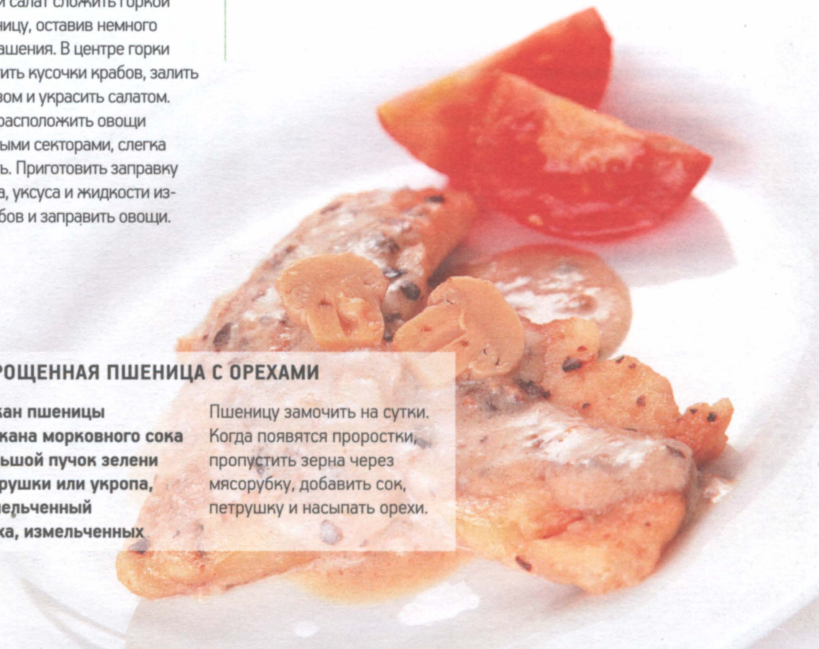 й салат сложить горкой
ницу, оставив немного
ашения. В центре горки
ить кусочки крабов, залить
зом и украсить салатом.
расположить овощи
ыми секторами, слегка
ь. Приготовить заправку
а, уксуса и жидкости из-
бов и заправить овощи.
РОЩЕННАЯ ПШЕНИЦА С ОРЕХАМИ
кан пшеницы
кана морковного сока
ьшой пучок зелени
рушки или укропа,
ельченный
ха, измельченных
Пшеницу замочить на сутки.
Когда появятся проростки,
пропустить зерна через
мясорубку, добавить сок,
петрушку и насыпать орехи.